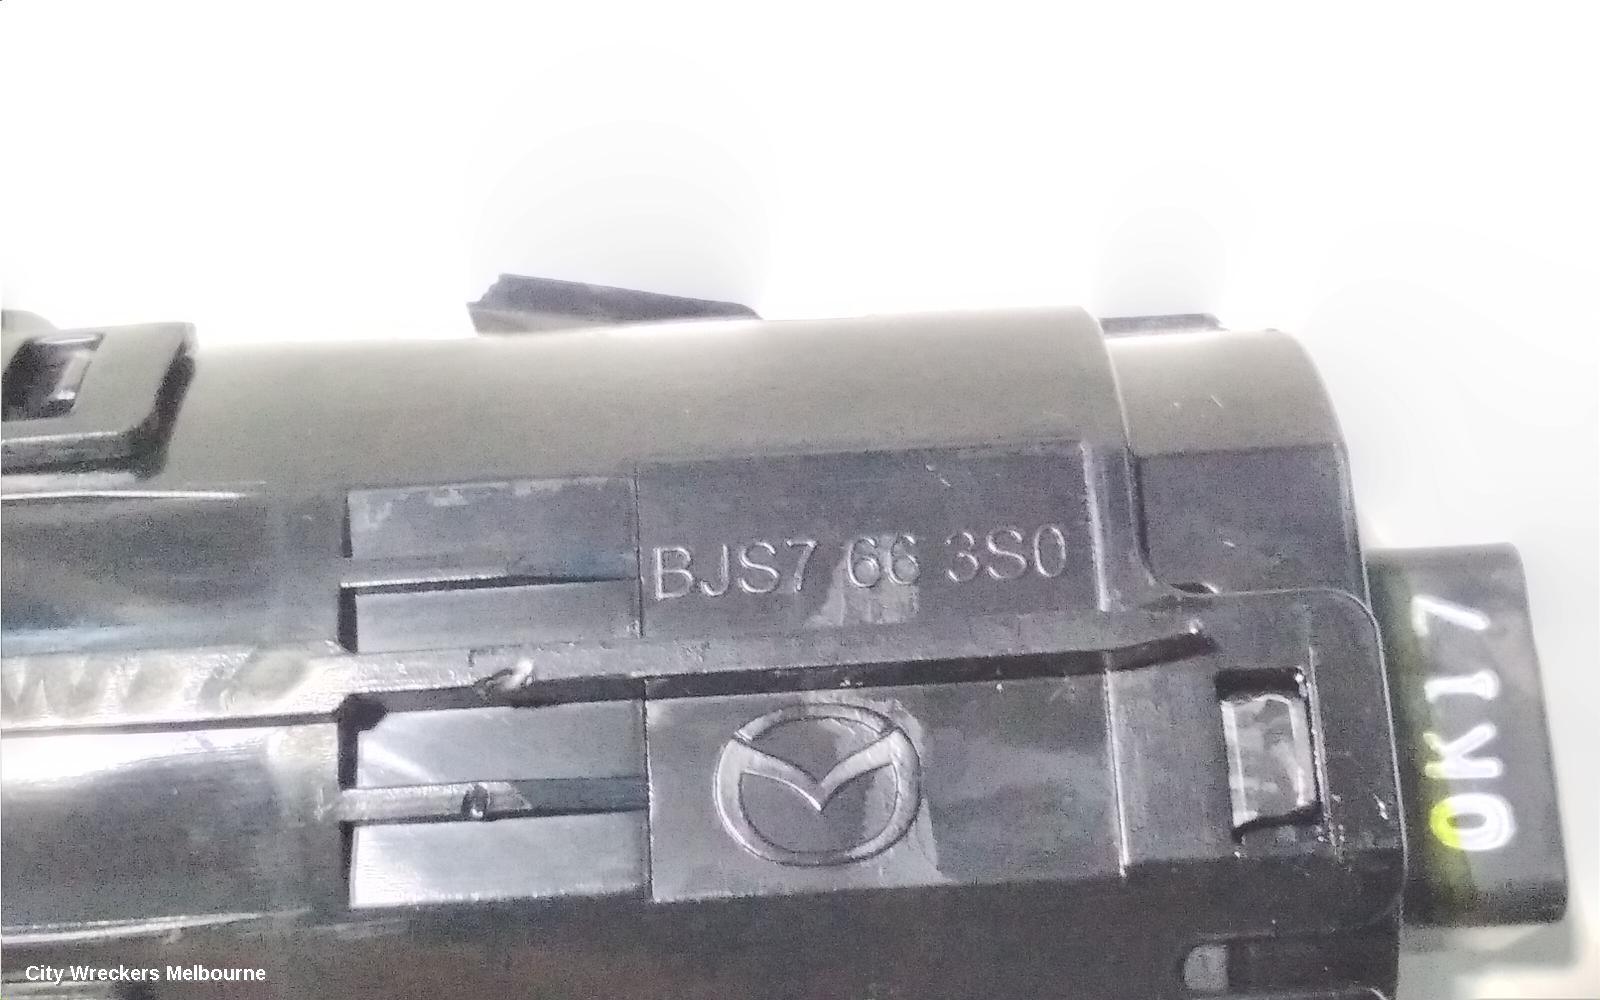 BJS7 66 3S0
0K17
City Wreckers Melbourne